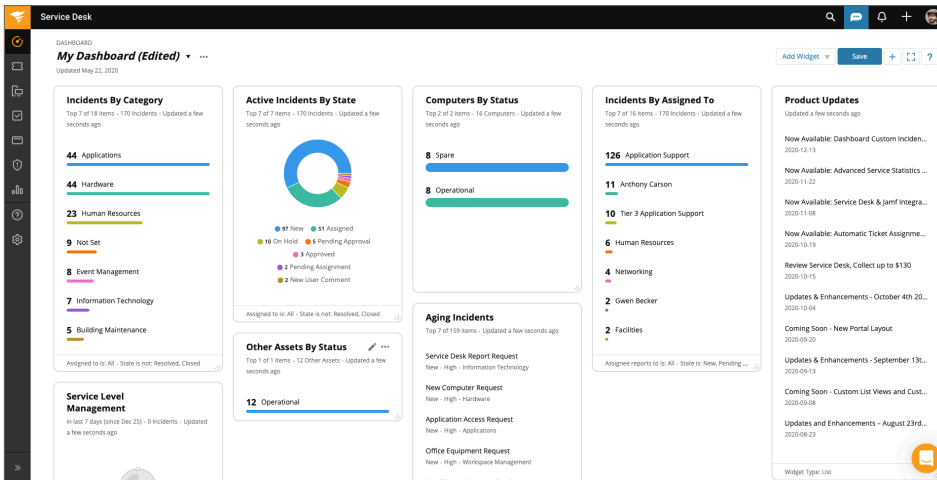 Service Desk
DASHBOARD
My Dashboard (Edited)
Updated May 22, 2020
Add Widget
Save
?
Incidents By Category
Top 7 of 18 items - 170 Incidents - Updated a few
seconds ago
44 Applications
44 Hardware
23 Human Resources
9 Not Set
8 Event Management
7 Information Technology
5 Building Maintenance
Assigned to is: All - State is not: Resolved, Closed
Service Level
Management
in last 7 days (since Dec 25) - 0 Incidents - Updated
a few seconds ago
Active Incidents By State
Top 7 of 7 items - 170 Incidents - Updated a few
seconds ago
97 New 51 Assigned
10 On Hold 5 Pending Approval
3 Approved
2 Pending Assignment
2 New User Comment
Assigned to is: All - State is not: Resolved, Closed
Other Assets By Status
Top 1 of 1 items - 12 Other Assets - Updated a few
seconds ago
12 Operational
Computers By Status
Top 2 of 2 items - 16 Computers - Updated a few
seconds ago
8 Spare
8 Operational
Aging Incidents
Top 7 of 159 items - Updated a few seconds ago
Service Desk Report Request
New - High - Information Technology
New Computer Request
New - High - Hardware
Application Access Request
New - High - Applications
Office Equipment Request
New - High - Workspace Management
Incidents By Assigned To
Top 7 of 16 items - 170 Incidents - Updated a few
seconds ago
126 Application Support
11 Anthony Carson
10 Tier 3 Application Support
6 Human Resources
4 Networking
2 Gwen Becker
2 Facilities
Assignee reports to is: All - State is: New, Pending ...
Product Updates
Updated a few seconds ago
Now Available: Dashboard Custom Inciden...
2020-12-13
Now Available: Advanced Service Statistics ...
2020-11-22
Now Available: Service Desk & Jamf Integra...
2020-11-08
Now Available: Automatic Ticket Assignme...
2020-10-19
Review Service Desk, Collect up to $130
2020-10-15
Updates & Enhancements - October 4th 20...
2020-10-04
Coming Soon - New Portal Layout
2020-09-20
Updates & Enhancements - September 13t...
2020-09-13
Coming Soon - Custom List Views and Cust...
2020-09-08
Updates and Enhancements – August 23rd...
2020-08-23
Widget Type: List